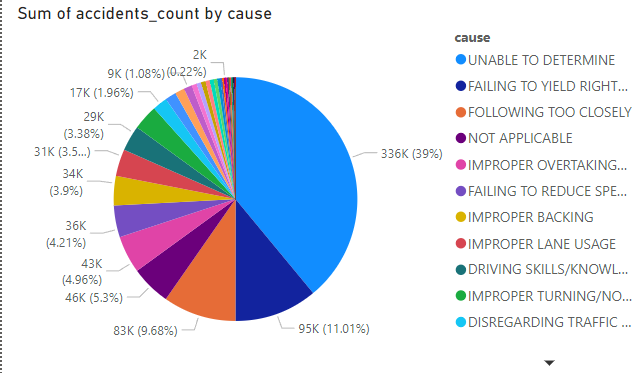 Sum of accidents_count by cause
2K
(0.22%)
9K (1.08%)
17K (1.96%)
29K
(3.38%)
31K (3.5...)
34K
(3.9%)
36K
(4.21%)
43K
(4.96%)
46K (5.3%)
83K (9.68%)
95K (11.01%)
336K (39%)
cause
UNABLE TO DETERMINE
FAILING TO YIELD RIGHT...
FOLLOWING TOO CLOSELY
NOT APPLICABLE
IMPROPER OVERTAKING...
FAILING TO REDUCE SPE...
IMPROPER BACKING
IMPROPER LANE USAGE
DRIVING SKILLS/KNOWL...
IMPROPER TURNING/NO...
DISREGARDING TRAFFIC ...